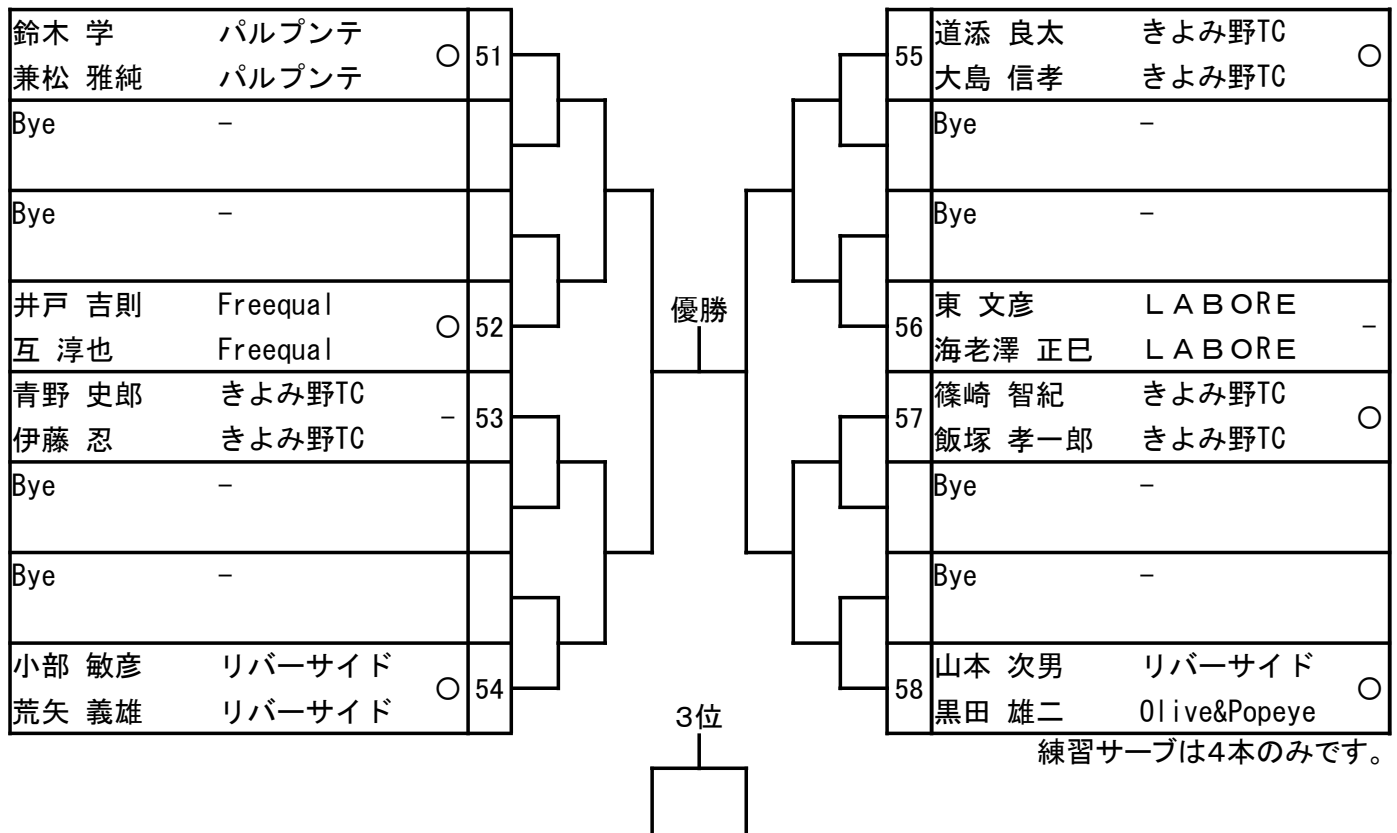 鈴木 学 パルプンテ ○ 51
兼松 雅純 パルプンテ
Bye -
Bye -
井戸 吉則 Freequal ○ 52
互 淳也 Freequal
青野 史郎 きよみ野TC - 53
伊藤 忍 きよみ野TC
Bye -
Bye -
小部 敏彦 リバーサイド ○ 54
荒矢 義雄 リバーサイド
優勝
3位
55 道添 良太 きよみ野TC ○
大島 信孝 きよみ野TC
Bye -
Bye -
56 東 文彦 ＬＡＢＯＲＥ -
海老澤 正巳 ＬＡＢＯＲＥ
57 篠崎 智紀 きよみ野TC ○
飯塚 孝一郎 きよみ野TC
Bye -
Bye -
58 山本 次男 リバーサイド ○
黒田 雄二 Olive&Popeye
練習サーブは4本のみです。